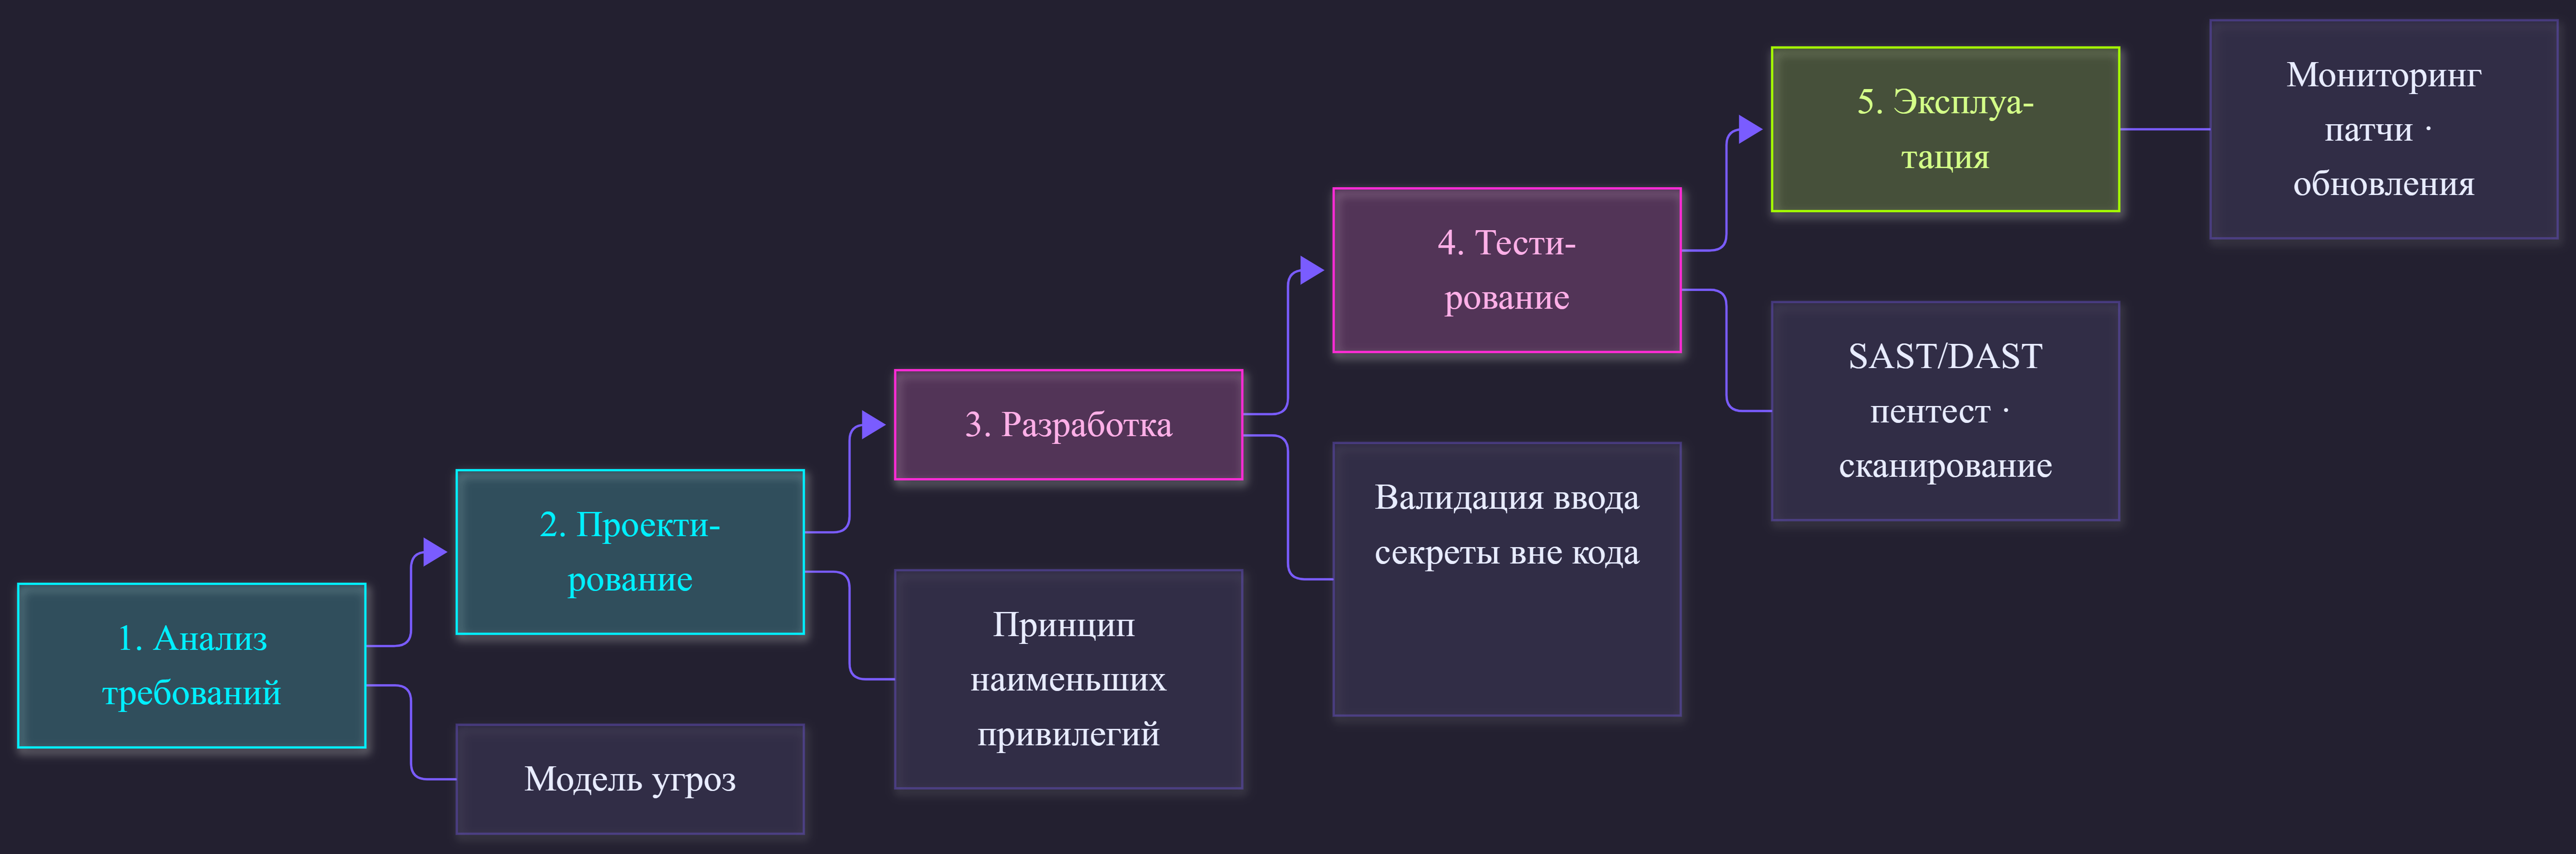 1. Анализ
требований
Модель угроз
2. Проекти-
рование
Принцип
наименьших
привилегий
3. Разработка
Валидация ввода
секреты вне кода
4. Тести-
рование
SAST/DAST
пентест ·
сканирование
5. Эксплуа-
тация
Мониторинг
патчи ·
обновления